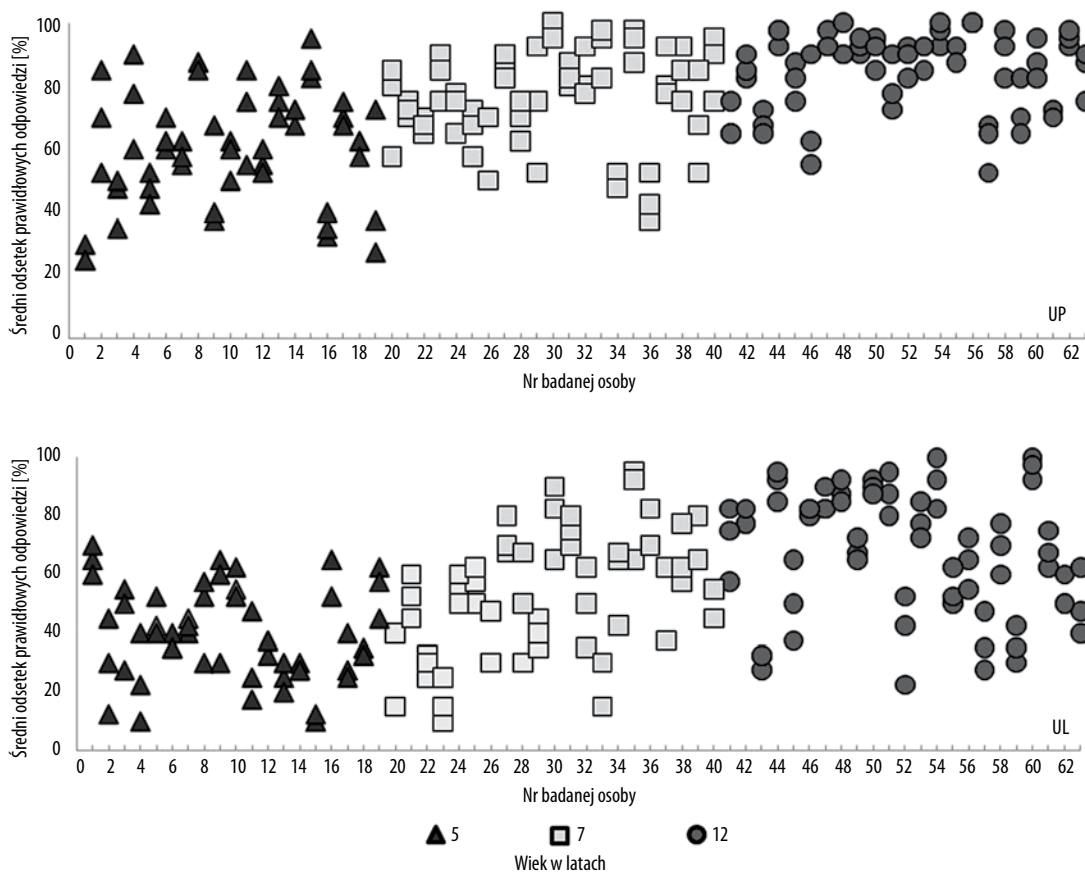 Średni odsetek prawidłowych odpowiedzi [%]
100
80
60
40
20
0
UP
0 2 4 6 8 10 12 14 16 18 20 22 24 26 28 30 32 34 36 38 40 42 44 46 48 50 52 54 56 58 60 62
Nr badanej osoby
Średni odsetek prawidłowych odpowiedzi [%]
100
80
60
40
20
0
UL
0 2 4 6 8 10 12 14 16 18 20 22 24 26 28 30 32 34 36 38 40 42 44 46 48 50 52 54 56 58 60 62
Nr badanej osoby
5 7 12
Wiek w latach